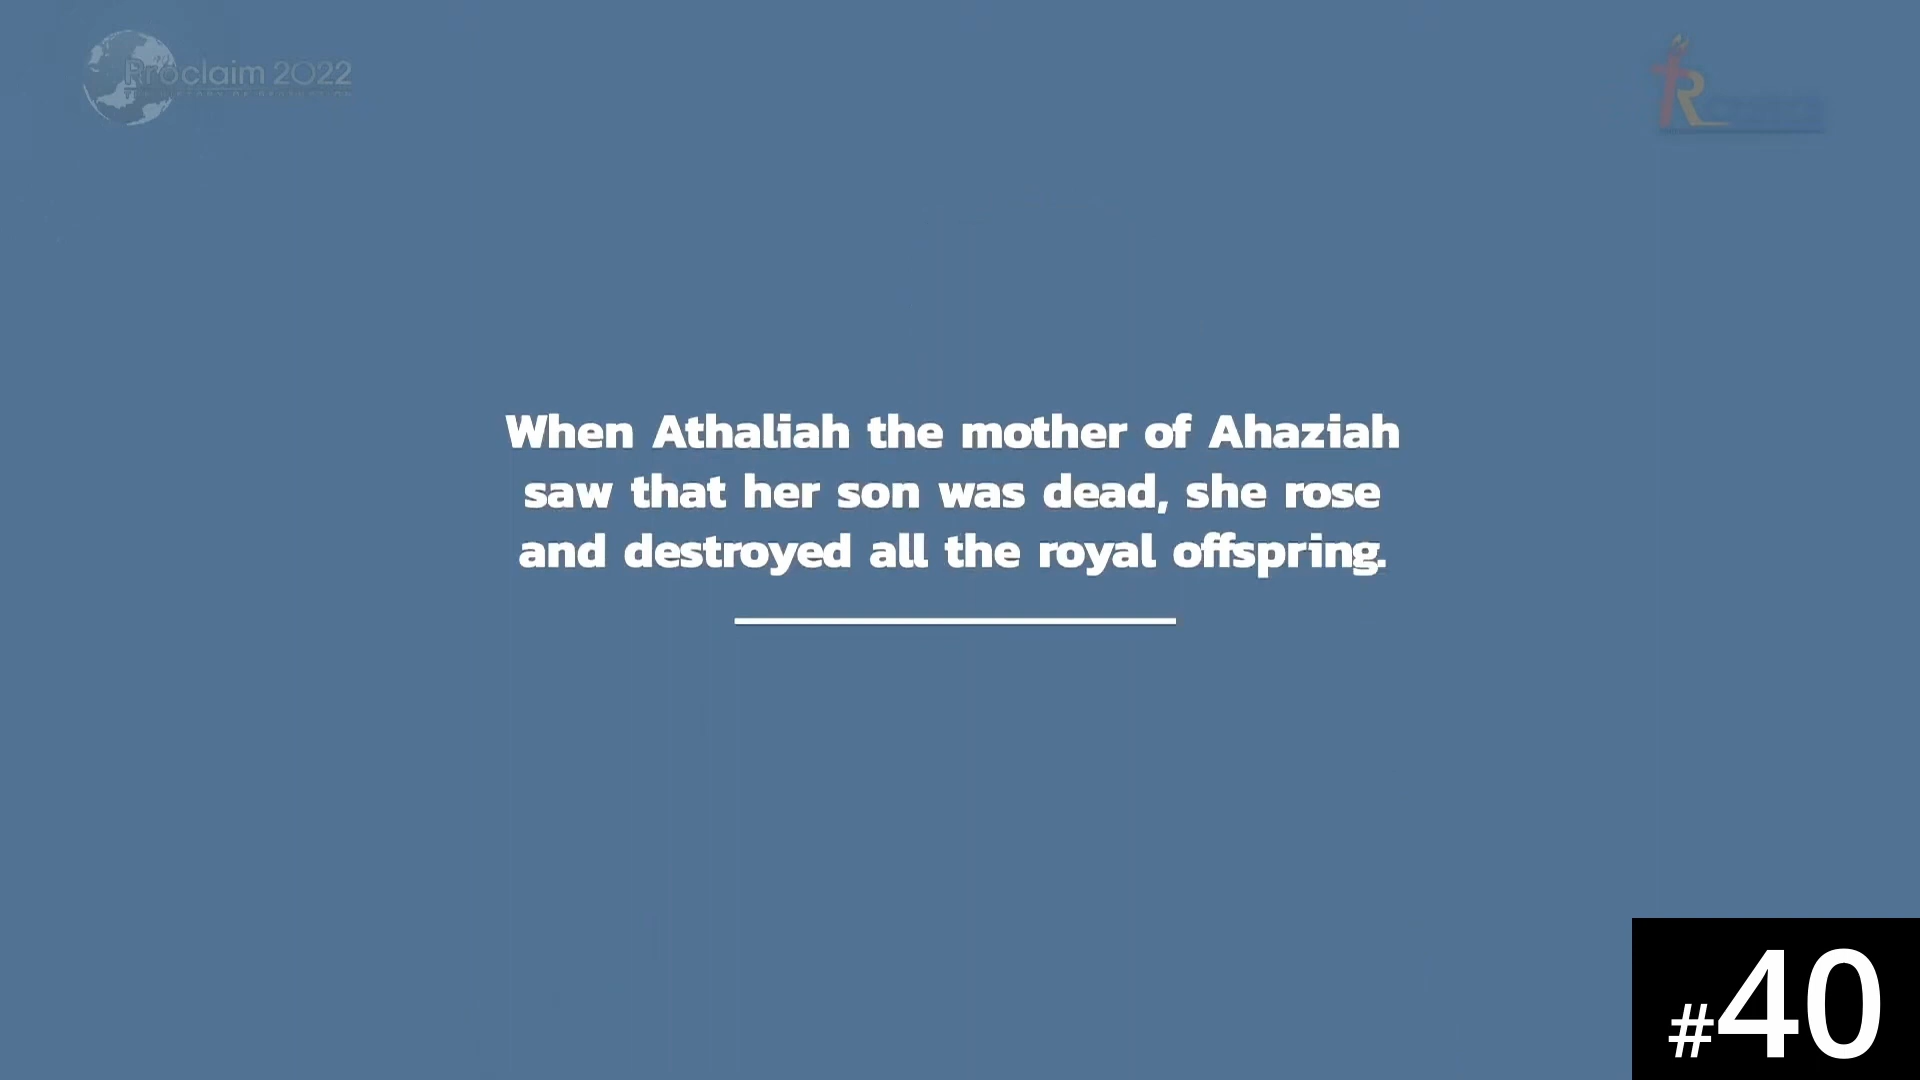 Proclaim 2022
When Athaliah the mother of Ahaziah
saw that her son was dead, she rose
and destroyed all the royal offspring.
#40